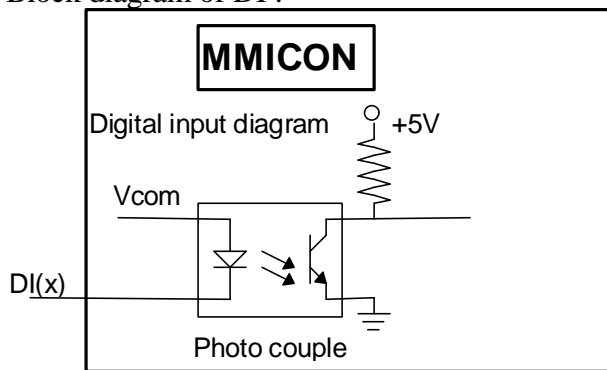 Block diagram of DI :
MMICON
Digital input diagram
+5V
Vcom
DI(x)
Photo couple